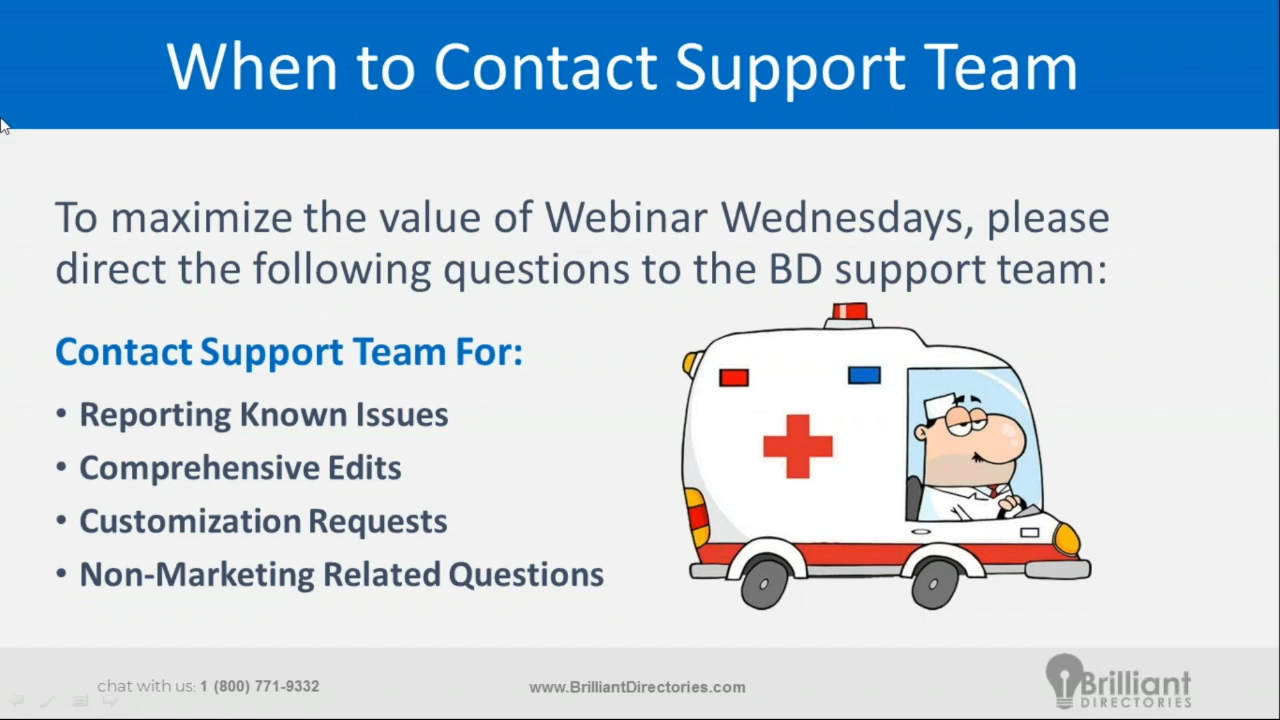 When to Contact Support Team
To maximize the value of Webinar Wednesdays, please
direct the following questions to the BD support team:
Contact Support Team For:
• Reporting Known Issues
• Comprehensive Edits
• Customization Requests
• Non-Marketing Related Questions
chat with us: 1 (800) 771-9332
www.BrilliantDirectories.com
Brilliant
DIRECTORIES